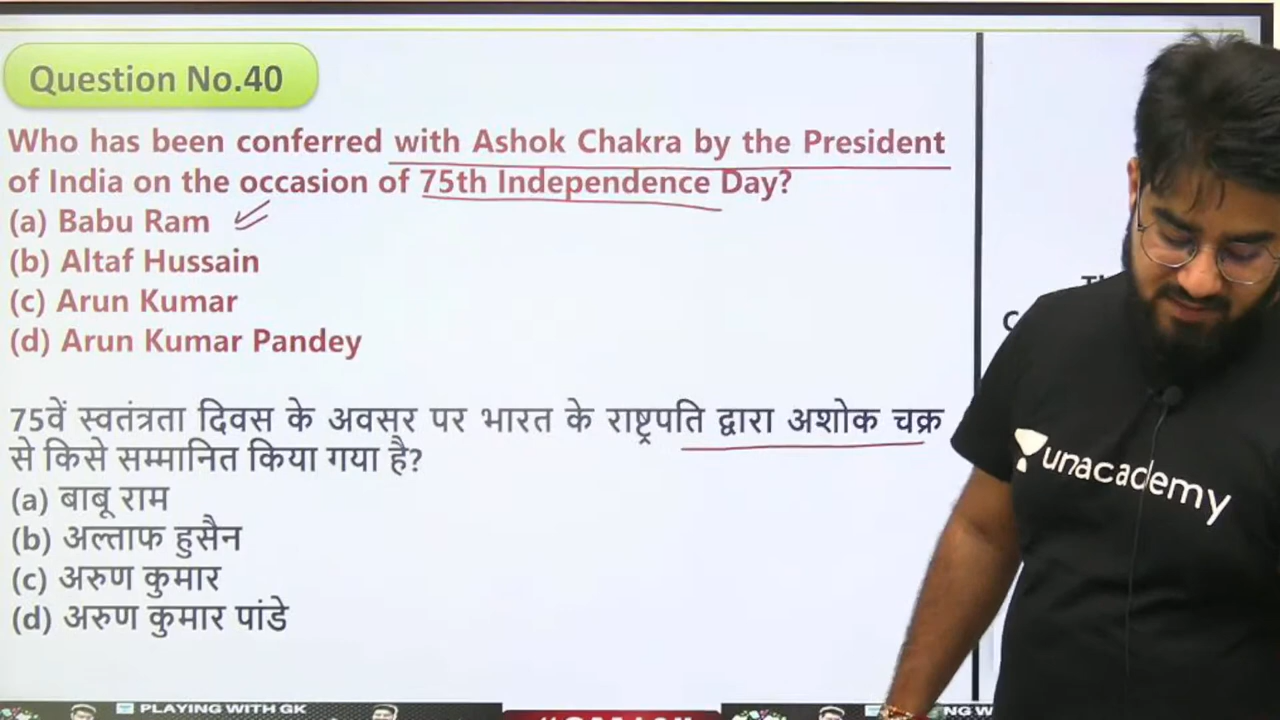 Question No.40
Who has been conferred with Ashok Chakra by the President
of India on the occasion of 75th Independence Day?
(a) Babu Ram
(b) Altaf Hussain
(c) Arun Kumar
(d) Arun Kumar Pandey
75वें स्वतंत्रता दिवस के अवसर पर भारत के राष्ट्रपति द्वारा अशोक चक्र
से किसे सम्मानित किया गया है?
(a) बाबू राम
(b) अल्ताफ हुसैन
(c) अरुण कुमार
(d) अरुण कुमार पांडे
unacademy
PLAYING WITH GK